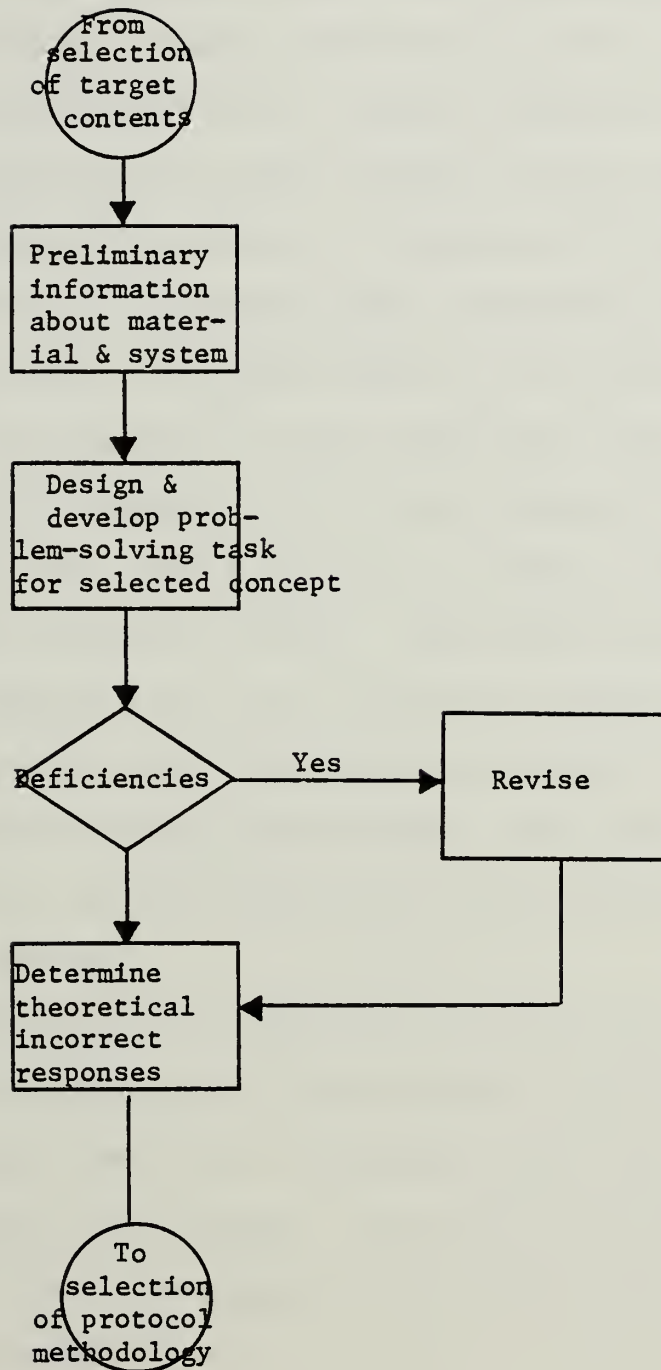 From
selection
of target
contents
Preliminary
information
about mater-
ial & system
Design &
develop prob-
lem-solving task
for selected concept
Deficiencies
Yes
Revise
Determine
theoretical
incorrect
responses
To
selection
of protocol
methodology